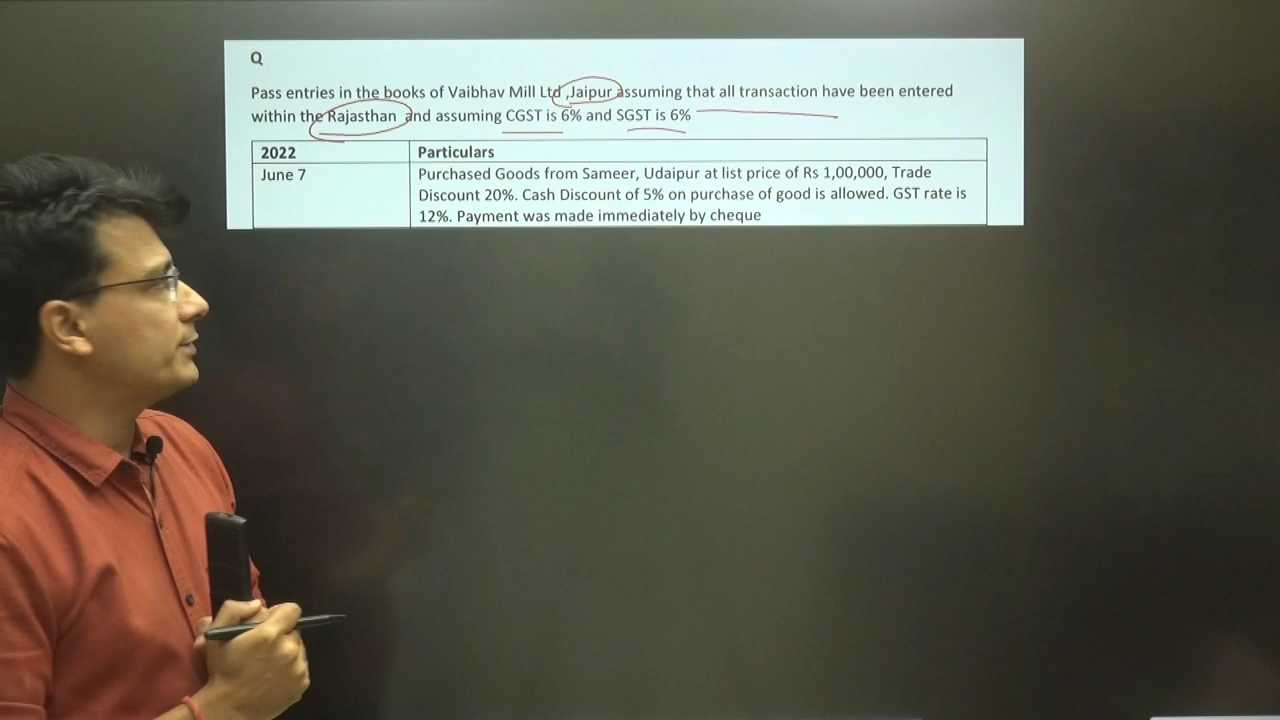 Q
Pass entries in the books of Vaibhav Mill Ltd ,Jaipur assuming that all transaction have been entered
within the Rajasthan and assuming CGST is 6% and SGST is 6%
2022 Particulars
June 7 Purchased Goods from Sameer, Udaipur at list price of Rs 1,00,000, Trade
Discount 20%. Cash Discount of 5% on purchase of good is allowed. GST rate is
12%. Payment was made immediately by cheque